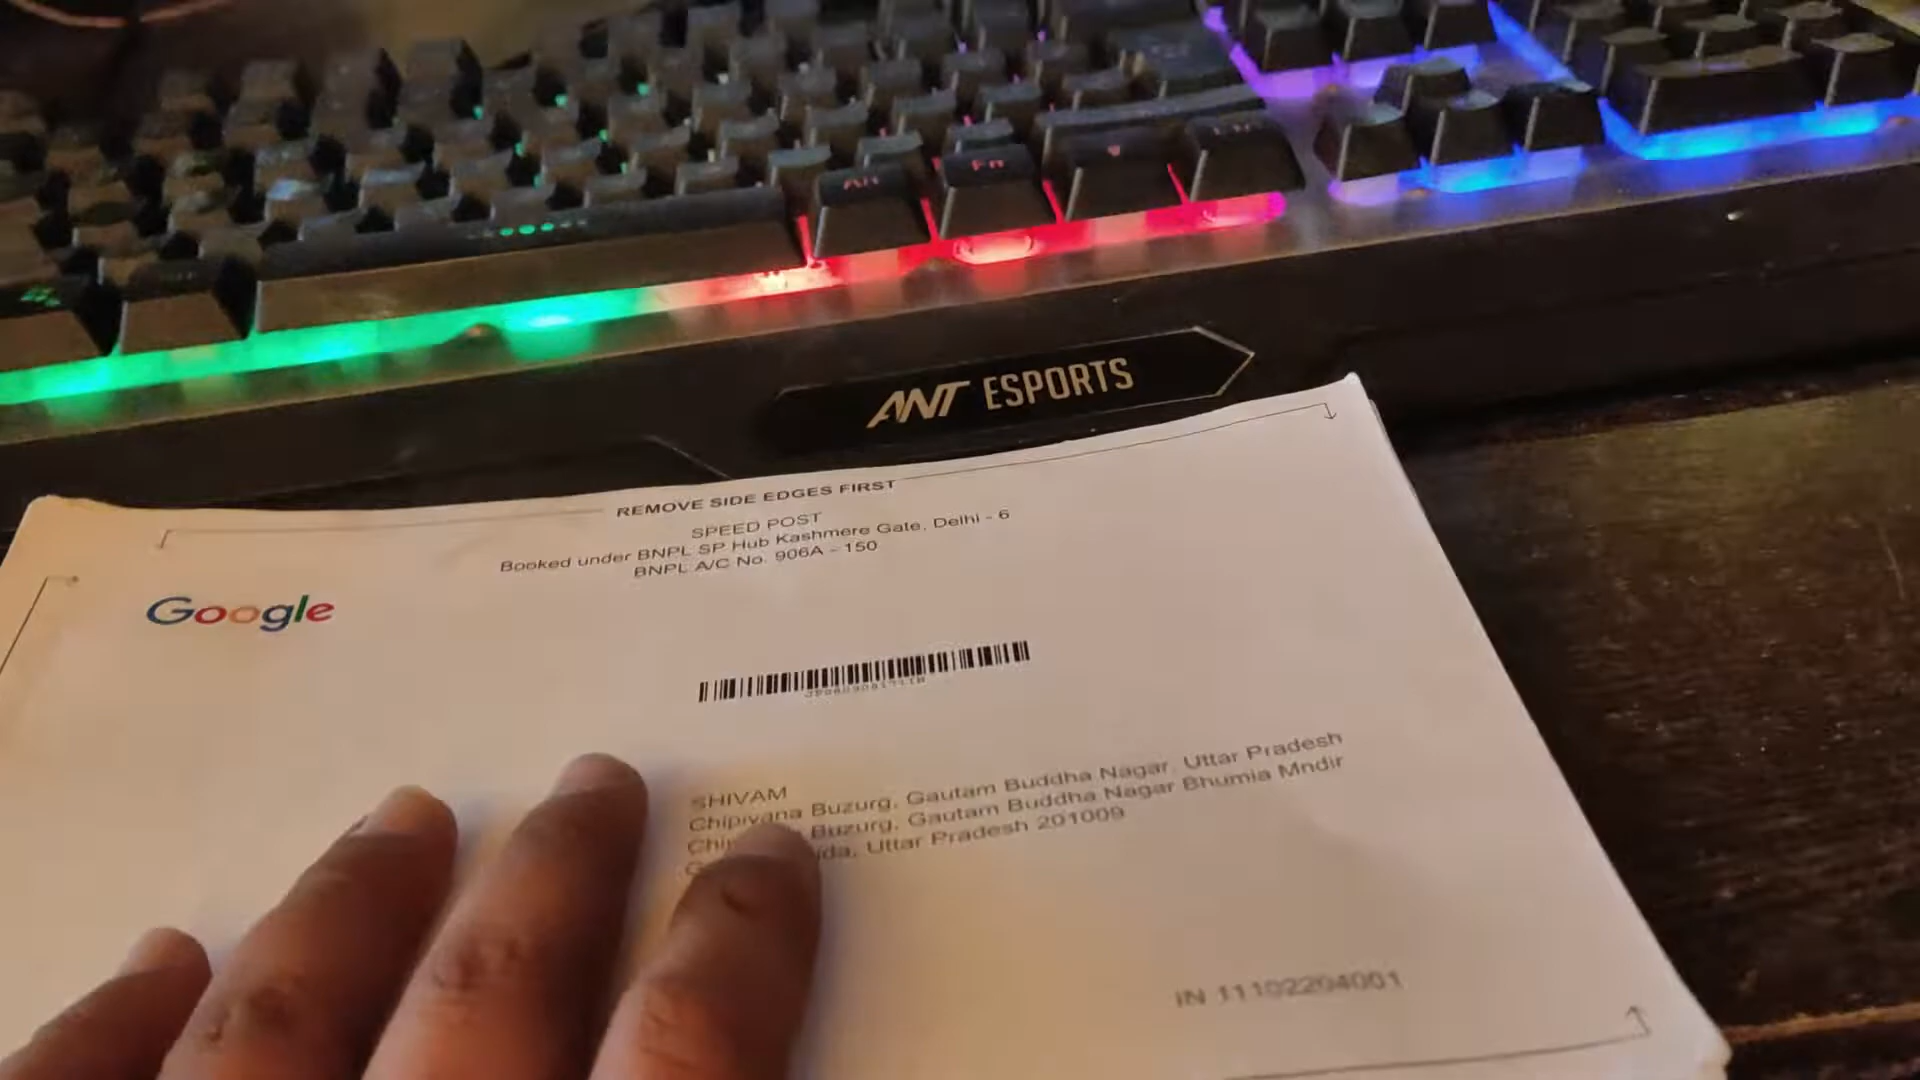 Alt
Fn
ANT ESPORTS
REMOVE SIDE EDGES FIRST
SPEED POST
Booked under BNPL SP Hub Kashmere Gate, Delhi - 6
BNPL A/C No. 906A - 150
Google
SHIVAM
Chipiyana Buzurg, Gautam Buddha Nagar, Uttar Pradesh
Buzurg, Gautam Buddha Nagar Bhumia Mndir
Uttar Pradesh 201009
IN 11102204001